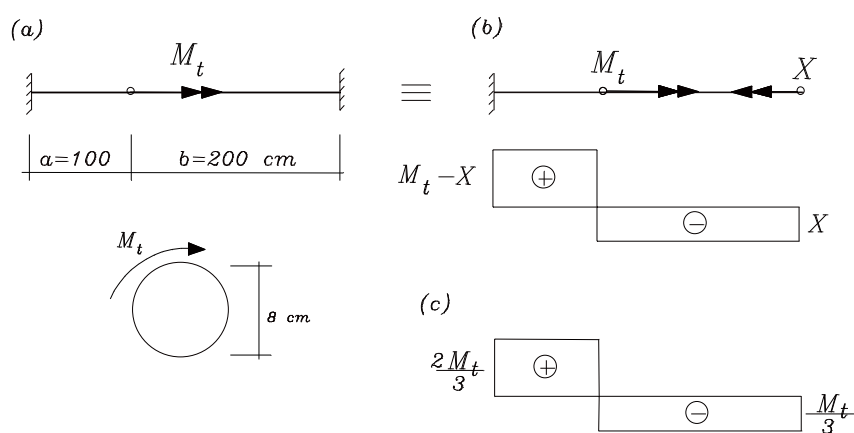 (a)
M_t
a=100
b=200 cm
M_t
8 cm
(b)
M_t
X
M_t-X
+
−
X
(c)
2M_t
3
+
−
M_t
3